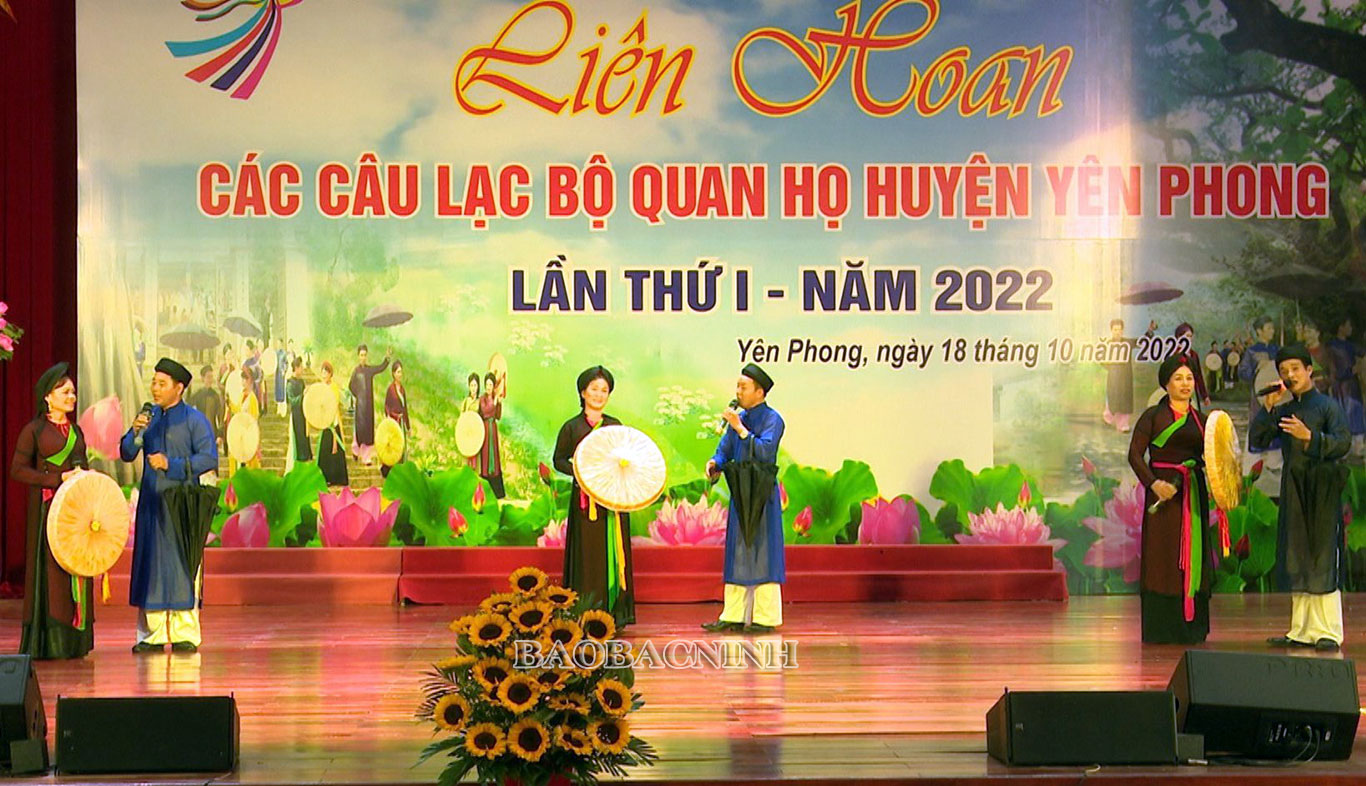 Liên Hoan
CÁC CÂU LẠC BỘ QUAN HỌ HUYỆN YÊN PHONG
LẦN THỨ I - NĂM 2022
Yên Phong, ngày 18 tháng 10 năm 2022
BAOBACNINH